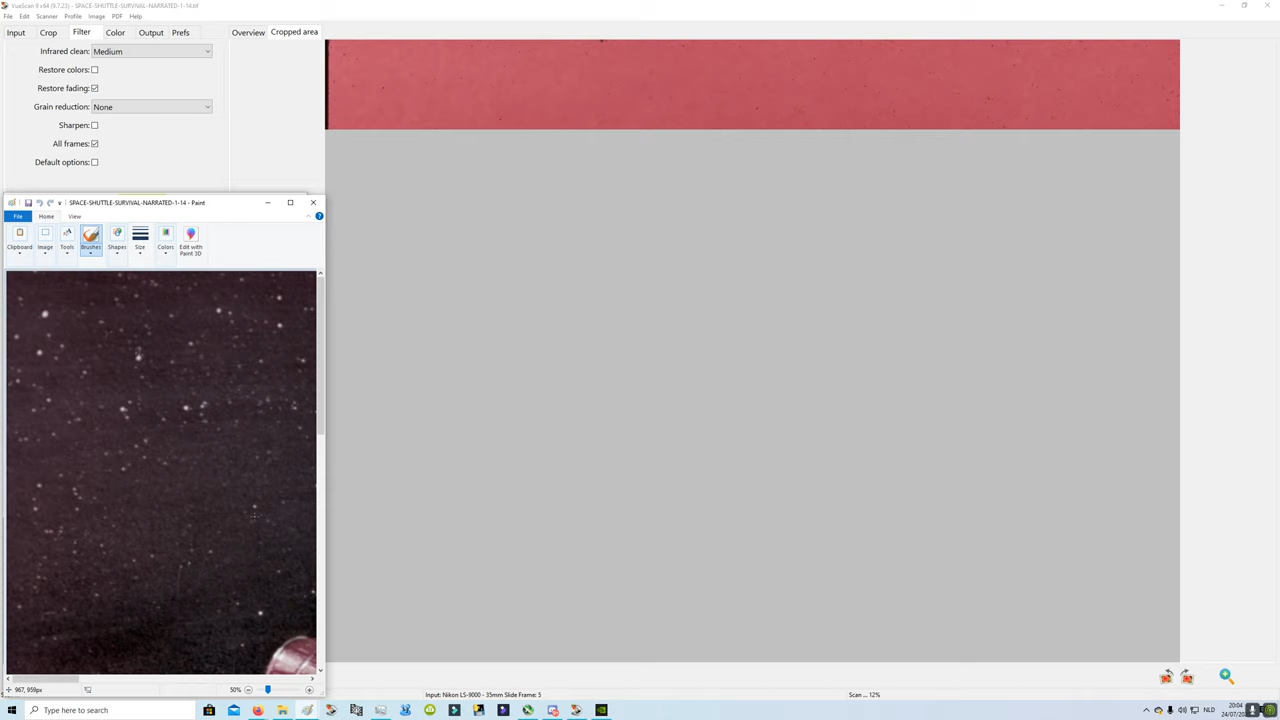 VueScan 9 x64 (9.7.23) - SPACE-SHUTTLE-SURVIVAL-NARRATED-1-14.tif
File Edit Scanner Profile Image PDF Help
Input Crop Filter Color Output Prefs Overview Cropped area
Infrared clean: Medium
Restore colors:
Restore fading:
Grain reduction: None
Sharpen:
All frames:
Default options:
SPACE-SHUTTLE-SURVIVAL-NARRATED-1-14 - Paint
File Home View
Clipboard Image Tools Brushes Shapes Size Colors Edit with Paint 3D
967, 959px 50%
Input: Nikon LS-9000 - 35mm Slide Frame: 5 Scan ... 12%
Type here to search
NLD
20:04